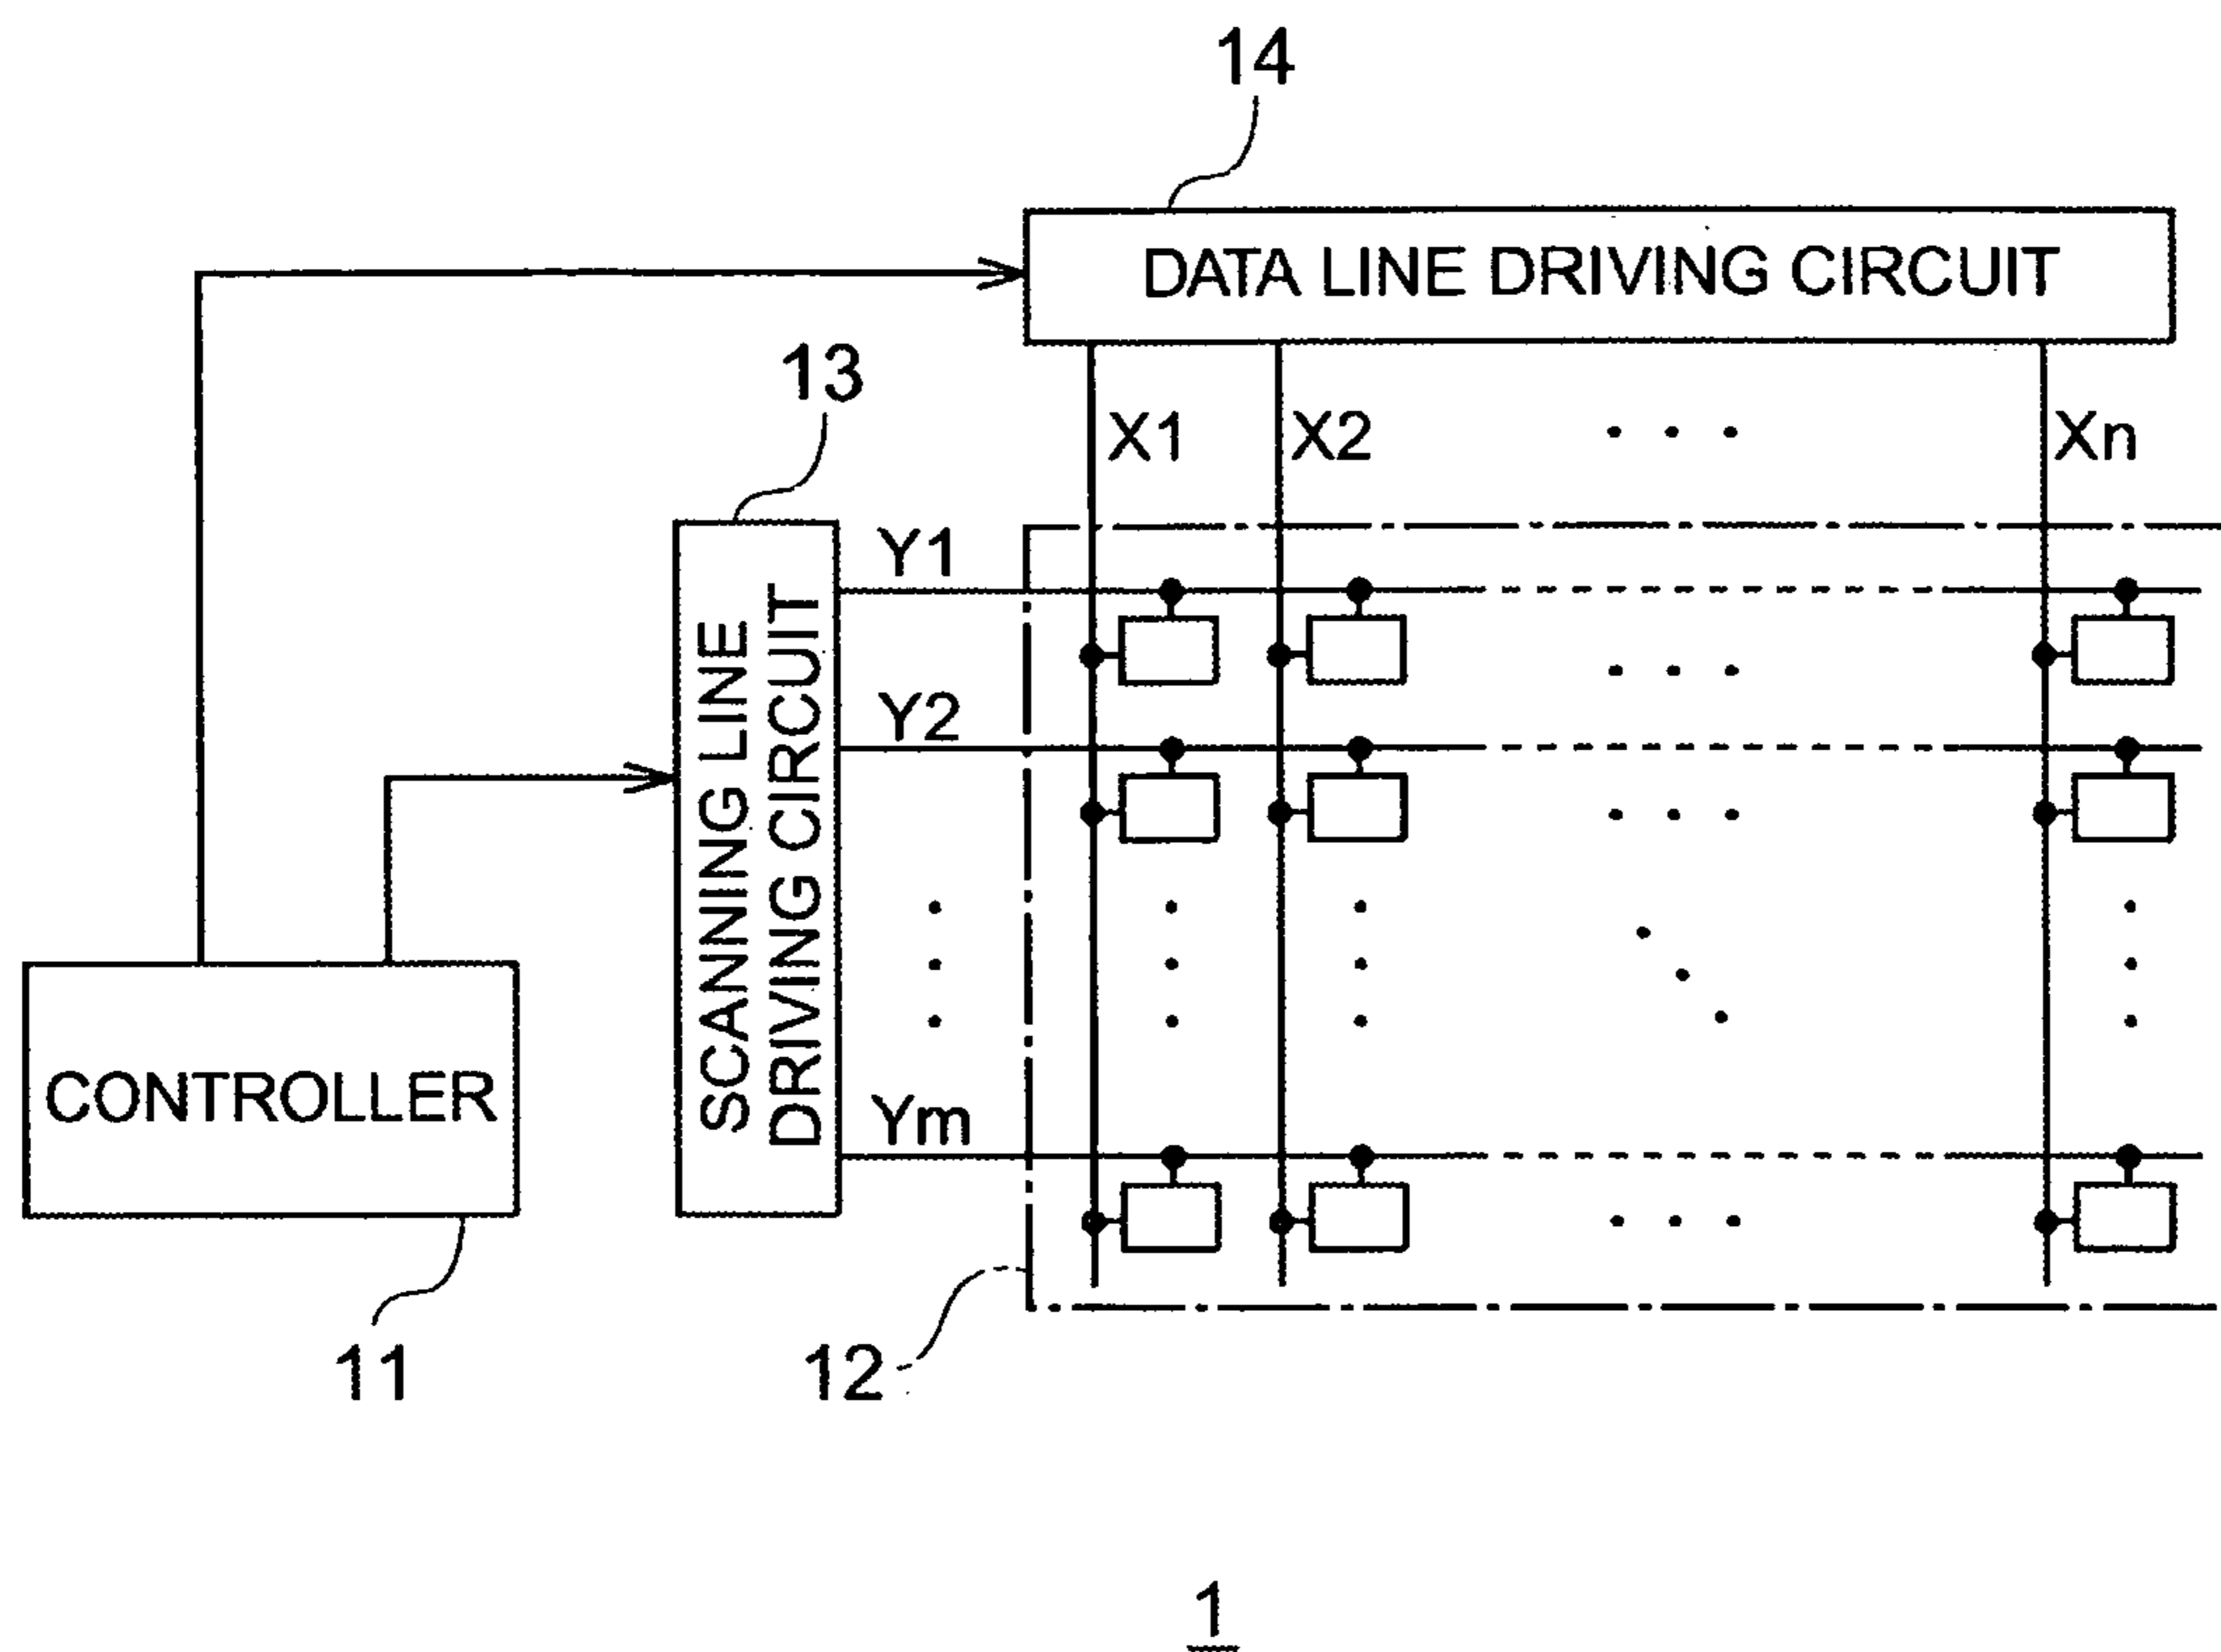 14
DATA LINE DRIVING CIRCUIT
13
X1 X2 . . . Xn
Y1
SCANNING LINE
DRIVING CIRCUIT
Y2
CONTROLLER
Ym
11
12
1